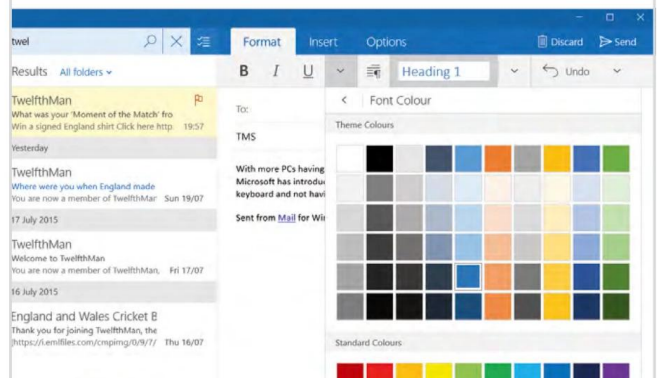 twel
Format Insert Options Discard Send
Results All folders
B I U Heading 1 Undo
TwelfthMan
What was your 'Moment of the Match' fro
Win a signed England shirt Click here http 19:57
Yesterday
TwelfthMan
Where were you when England made
You are now a member of TwelfthMar Sun 19/07
17 July 2015
TwelfthMan
Welcome to TwelfthMan
You are now a member of TwelfthMan, Fri 17/07
16 July 2015
England and Wales Cricket B
Thank you for joining TwelfthMan, the
[https://i.emlfiles.com/cmpimg/0/9/7/ Thu 16/07
To:
TMS
With more PCs having
Microsoft has introdu
keyboard and not havi
Sent from Mail for Wi
Font Colour
Theme Colours
Standard Colours